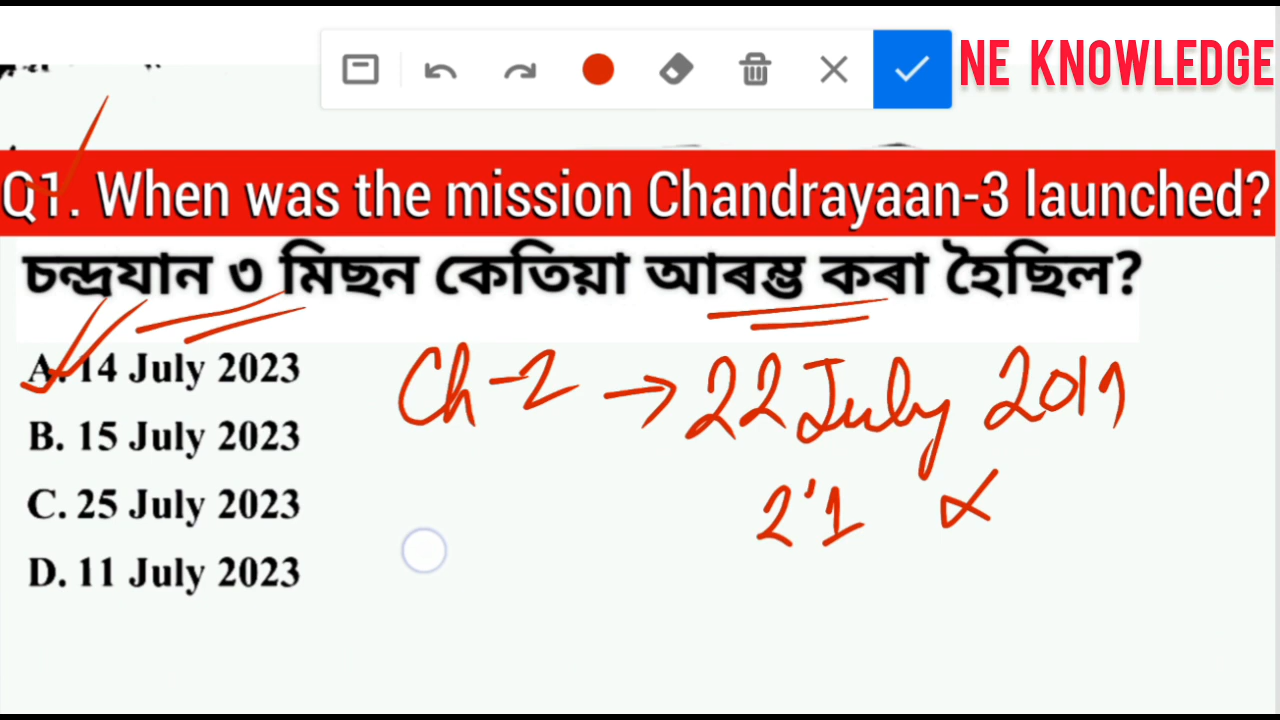 NE KNOWLEDGE
Q1. When was the mission Chandrayaan-3 launched?
চন্দ্ৰযান ৩ মিছন কেতিয়া আৰম্ভ কৰা হৈছিল?
A. 14 July 2023
B. 15 July 2023
C. 25 July 2023
D. 11 July 2023
Ch-2 → 22 July 2019
2'1